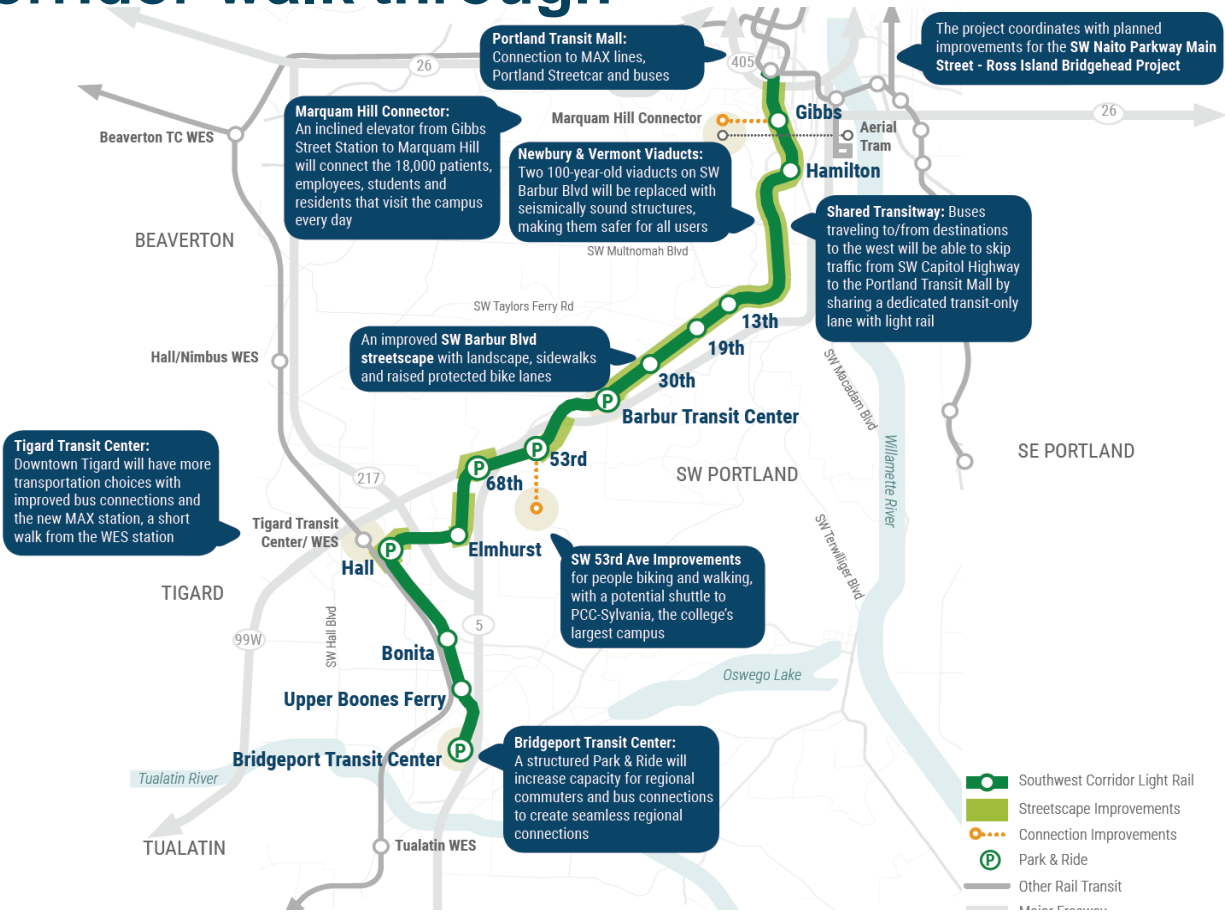 corridor walk through
Portland Transit Mall:
Connection to MAX lines,
Portland Streetcar and buses
The project coordinates with planned
improvements for the SW Naito Parkway Main
Street - Ross Island Bridgehead Project
26
405
26
Marquam Hill Connector:
An inclined elevator from Gibbs
Street Station to Marquam Hill
will connect the 18,000 patients,
employees, students and
residents that visit the campus
every day
Marquam Hill Connector
Gibbs
Aerial
Tram
Beaverton TC WES
Newbury & Vermont Viaducts:
Two 100-year-old viaducts on SW
Barbur Blvd will be replaced with
seismically sound structures,
making them safer for all users
Hamilton
Shared Transitway: Buses
traveling to/from destinations
to the west will be able to skip
traffic from SW Capitol Highway
to the Portland Transit Mall by
sharing a dedicated transit-only
lane with light rail
BEAVERTON
SW Multnomah Blvd
SW Taylors Ferry Rd
13th
19th
30th
An improved SW Barbur Blvd
streetscape with landscape, sidewalks
and raised protected bike lanes
Hall/Nimbus WES
SW Macadam Blvd
Barbur Transit Center
Willamette River
SE PORTLAND
Tigard Transit Center:
Downtown Tigard will have more
transportation choices with
improved bus connections and
the new MAX station, a short
walk from the WES station
53rd
68th
SW PORTLAND
217
Tigard Transit
Center/ WES
Hall
Elmhurst
SW Terwilliger Blvd
SW 53rd Ave Improvements
for people biking and walking,
with a potential shuttle to
PCC-Sylvania, the college's
largest campus
TIGARD
99W
SW Hall Blvd
5
Bonita
Oswego Lake
Upper Boones Ferry
Bridgeport Transit Center
Bridgeport Transit Center:
A structured Park & Ride will
increase capacity for regional
commuters and bus connections
to create seamless regional
connections
Tualatin River
TUALATIN
Tualatin WES
Southwest Corridor Light Rail
Streetscape Improvements
Connection Improvements
P Park & Ride
Other Rail Transit
Major Freeway